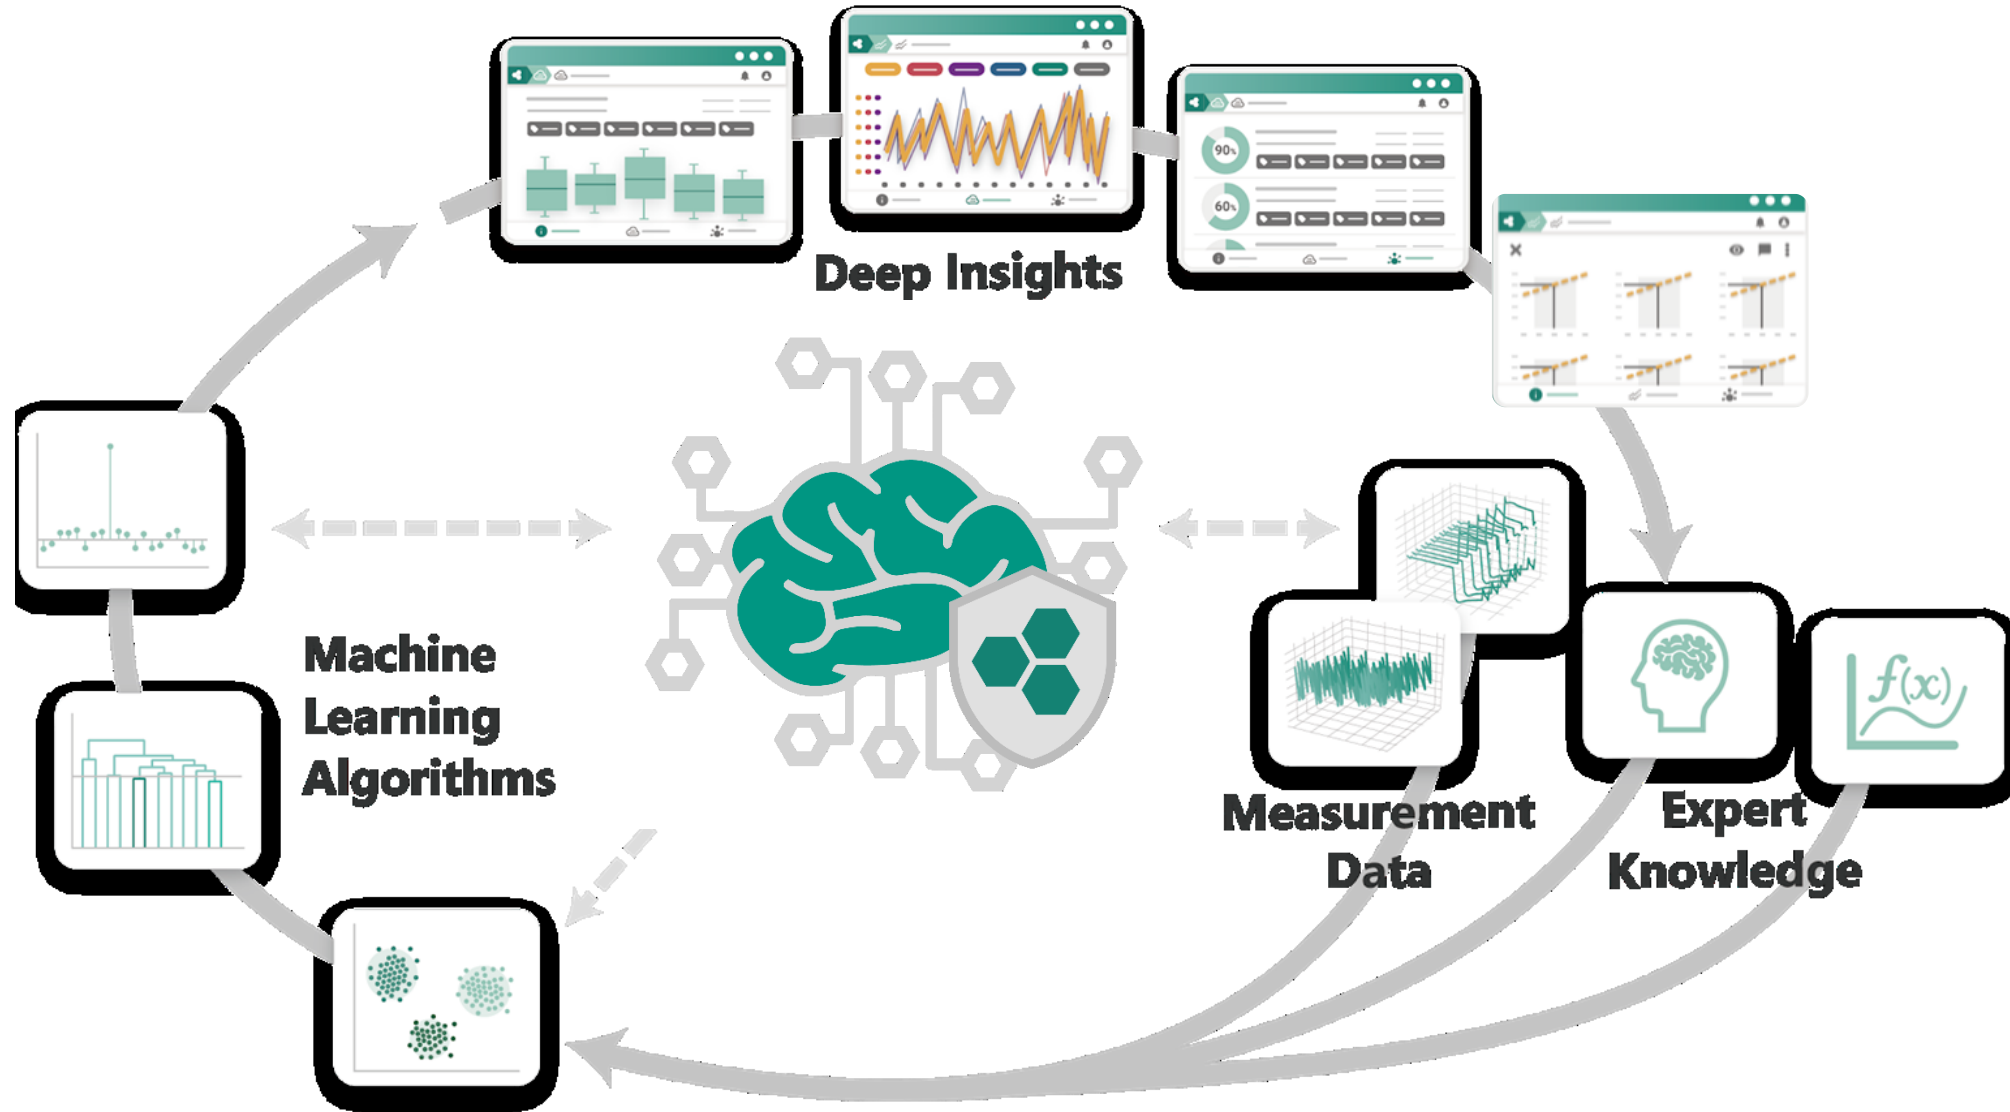 90%
60%
Deep Insights
Machine
Learning
Algorithms
f(x)
Measurement
Data
Expert
Knowledge